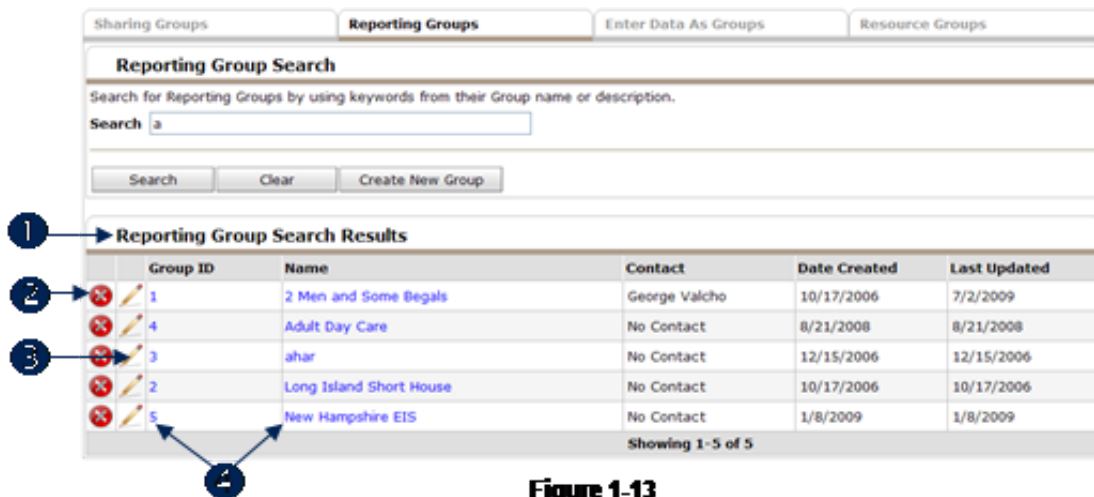 Sharing Groups Reporting Groups Enter Data As Groups Resource Groups
Reporting Group Search
Search for Reporting Groups by using keywords from their Group name or description.
Search a
Search Clear Create New Group
1 Reporting Group Search Results
Group ID Name Contact Date Created Last Updated
2 1 2 Men and Some Begals George Valcho 10/17/2006 7/2/2009
4 Adult Day Care No Contact 8/21/2008 8/21/2008
3 3 ahar No Contact 12/15/2006 12/15/2006
2 Long Island Short House No Contact 10/17/2006 10/17/2006
5 New Hampshire EIS No Contact 1/8/2009 1/8/2009
Showing 1-5 of 5
4
Figure 1-13